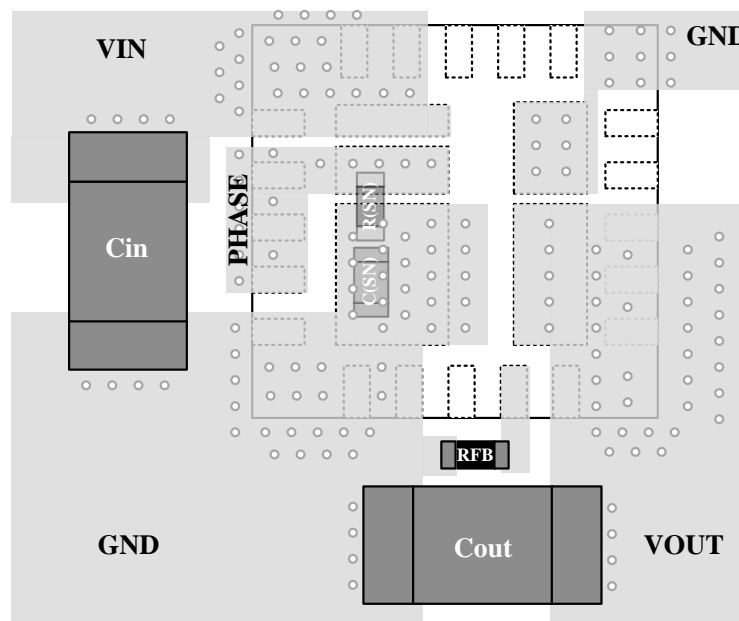 VIN
GND
PHASE
R(SN)
Cin
C(SN)
RFB
GND
Cout
VOUT